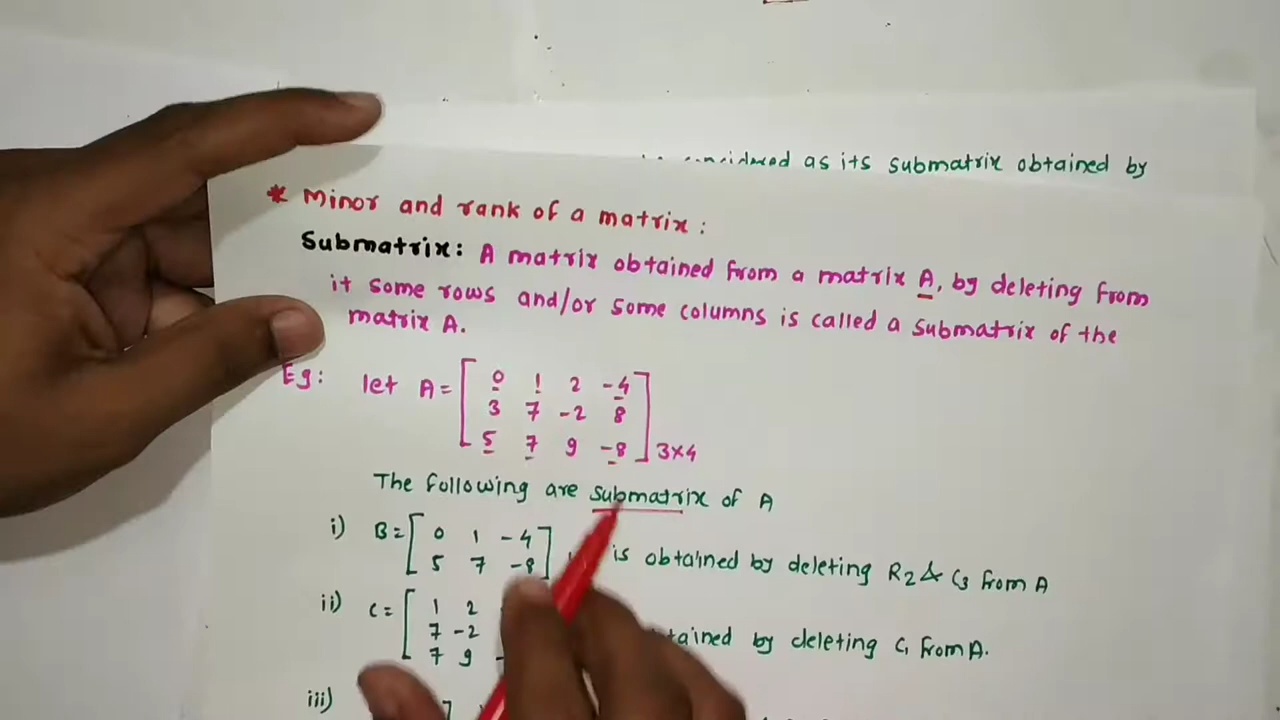 considered as its submatrix obtained by
* Minor and rank of a matrix :
Submatrix: A matrix obtained from a matrix A, by deleting from
it some rows and/or some columns is called a submatrix of the
matrix A.
Eg: let A = [ 0 1 2 -4
3 7 -2 8
5 7 9 -8 ] 3x4
The following are submatrix of A
i) B = [ 0 1 -4
5 7 -8 ] is obtained by deleting R2 & C3 from A
ii) C = [ 1 2
7 -2
7 9 by deleting C1 from A.
iii)